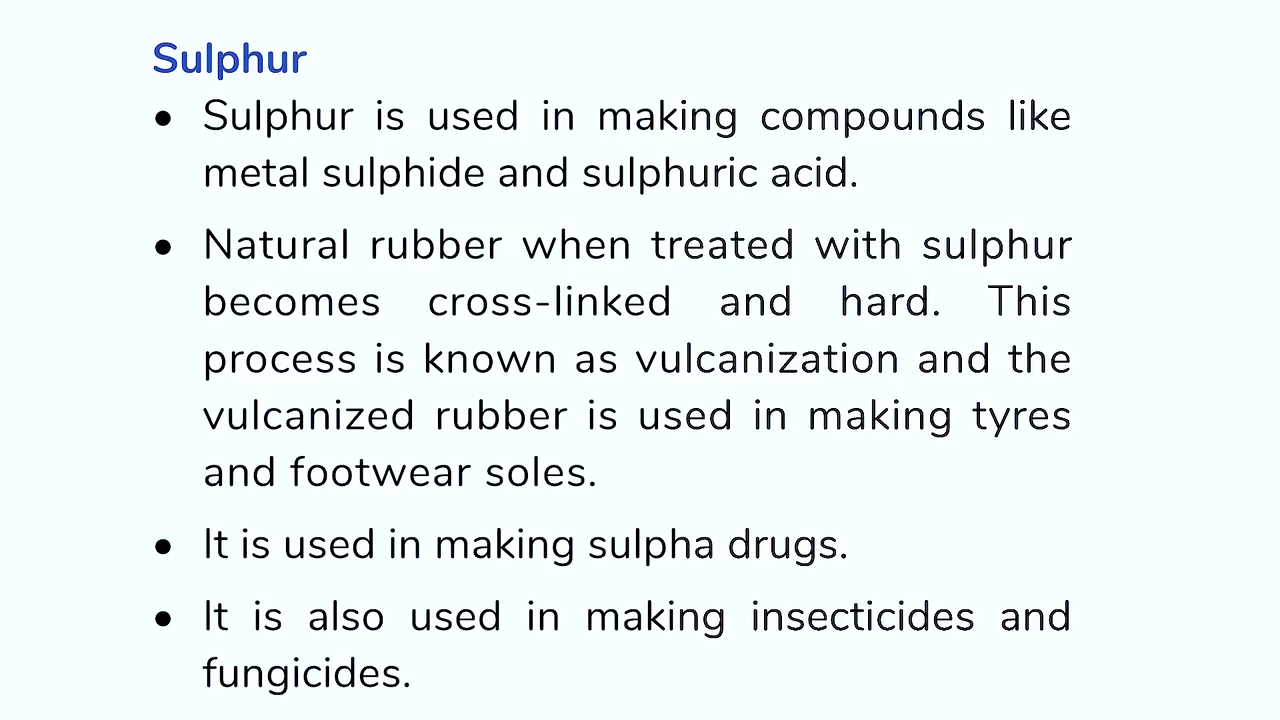 Sulphur
• Sulphur is used in making compounds like
metal sulphide and sulphuric acid.
• Natural rubber when treated with sulphur
becomes cross-linked and hard. This
process is known as vulcanization and the
vulcanized rubber is used in making tyres
and footwear soles.
• It is used in making sulpha drugs.
• It is also used in making insecticides and
fungicides.